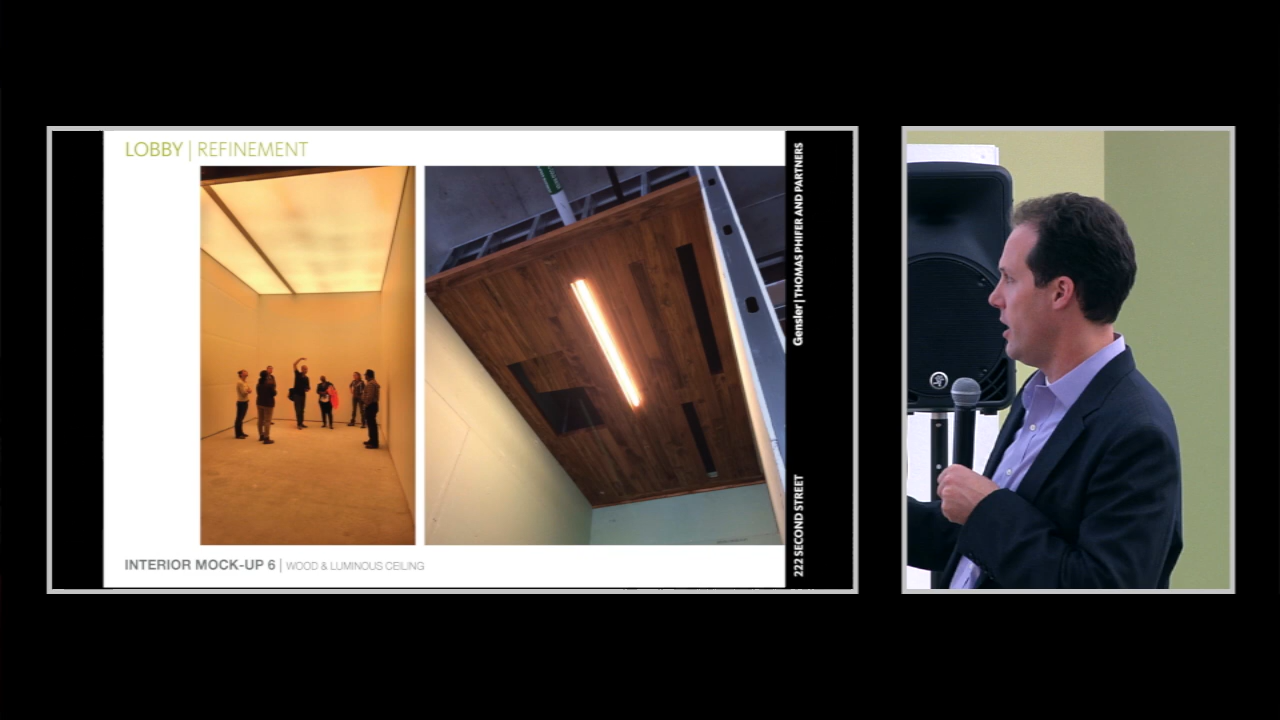 LOBBY | REFINEMENT
INTERIOR MOCK-UP 6 | WOOD & LUMINOUS CEILING
Gensler | THOMAS PHIFER AND PARTNERS
222 SECOND STREET